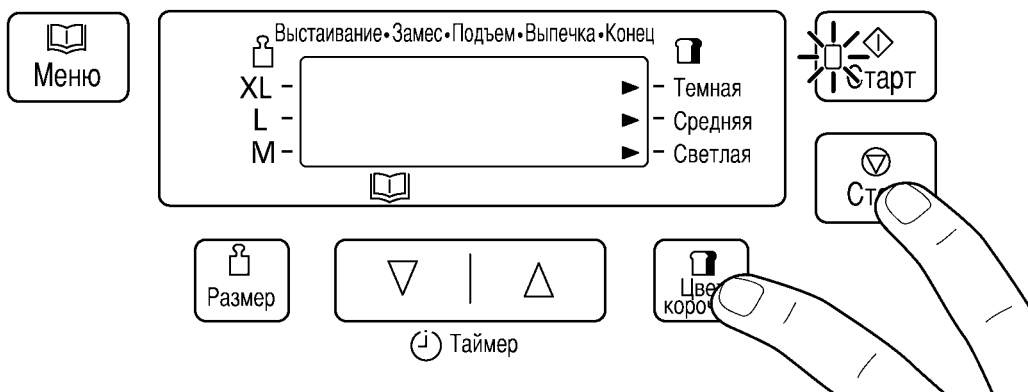 Меню
Выстаивание•Замес•Подъем•Выпечка•Конец
XL
L
M
Темная
Средняя
Светлая
Старт
Размер
Таймер